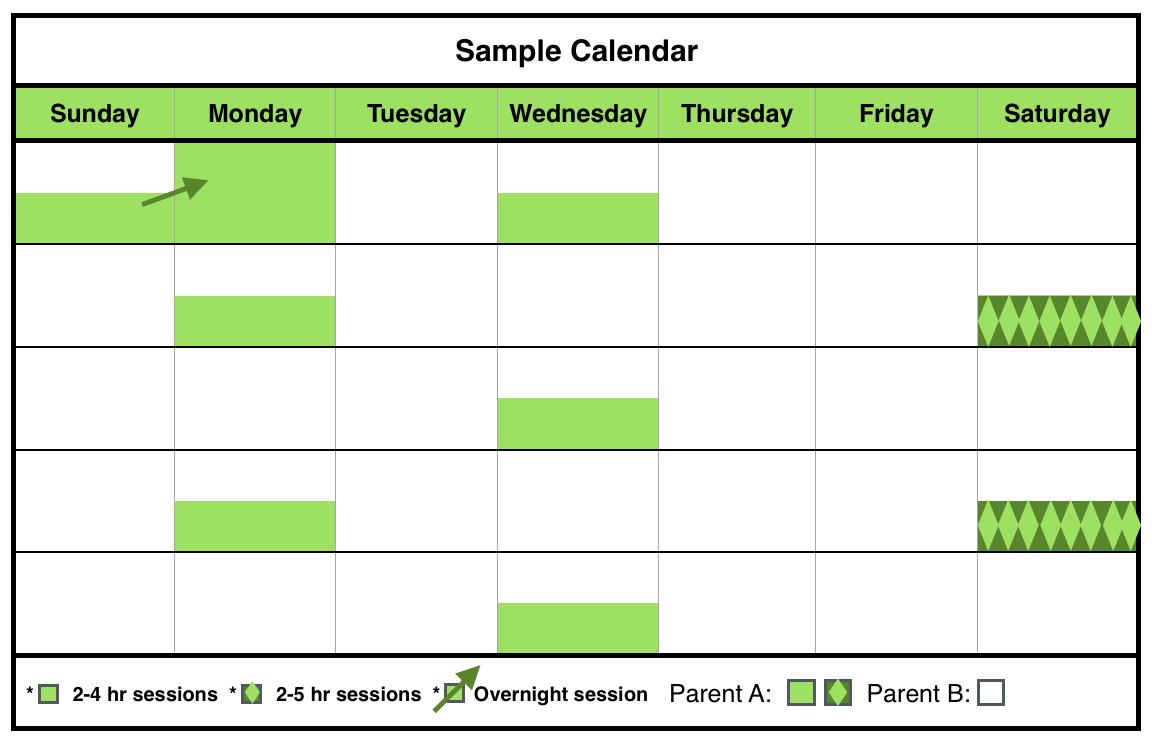 Sample Calendar
Sunday Monday Tuesday Wednesday Thursday Friday Saturday
* 2-4 hr sessions * 2-5 hr sessions * Overnight session Parent A: Parent B: